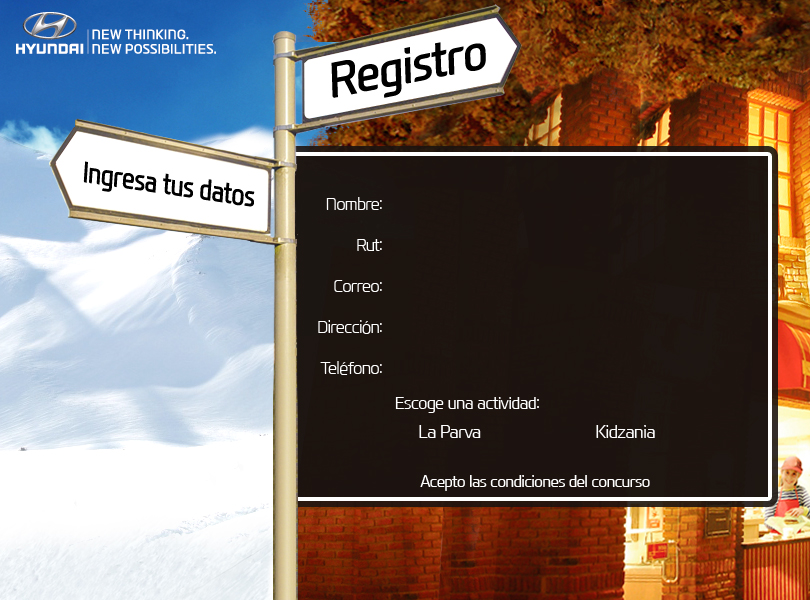 HYUNDAI
NEW THINKING.
NEW POSSIBILITIES.
Registro
Ingresa tus datos
Nombre:
Rut:
Correo:
Dirección:
Teléfono:
Escoge una actividad:
La Parva Kidzania
Acepto las condiciones del concurso